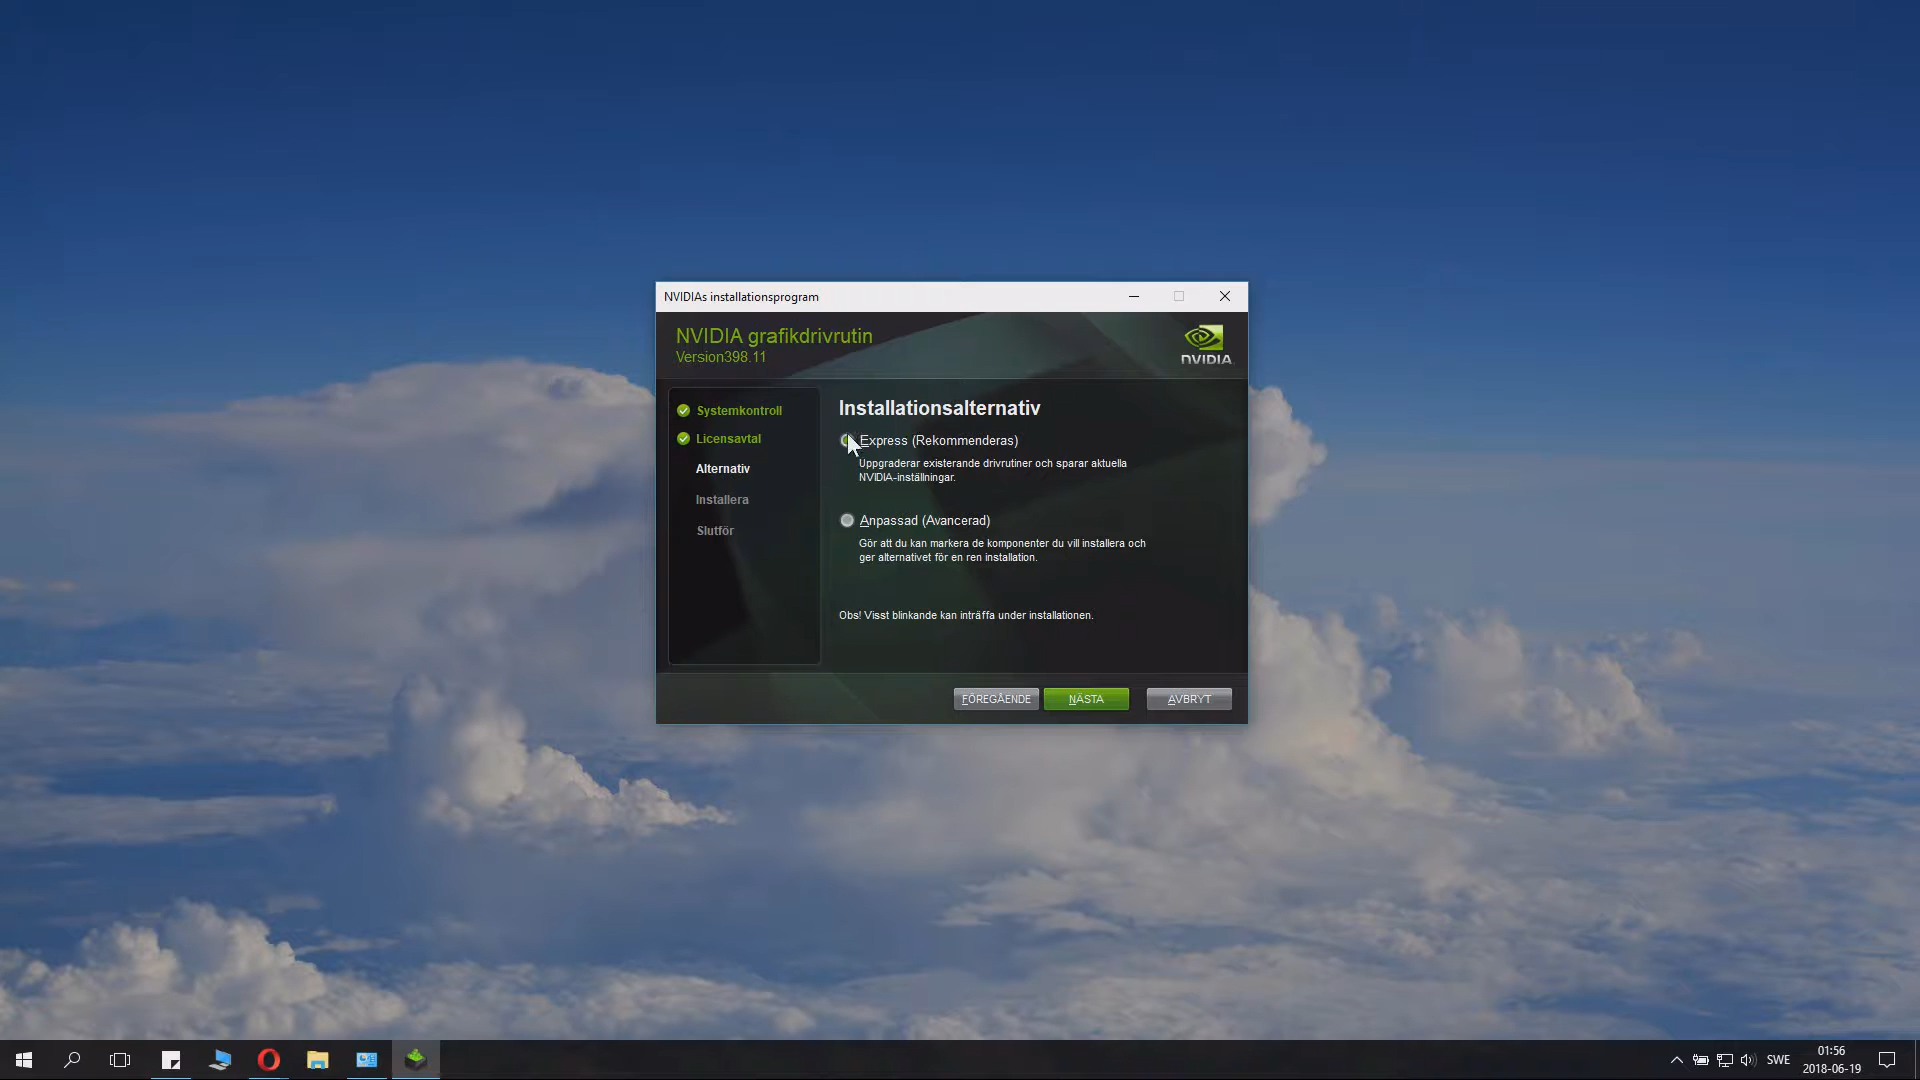 NVIDIAs installationsprogram
NVIDIA grafikdrivrutin
Version398.11
NVIDIA
Systemkontroll
Licensavtal
Alternativ
Installera
Slutför
Installationsalternativ
Express (Rekommenderas)
Uppgraderar existerande drivrutiner och sparar aktuella
NVIDIA-inställningar.
Anpassad (Avancerad)
Gör att du kan markera de komponenter du vill installera och
ger alternativet för en ren installation.
Obs! Visst blinkande kan inträffa under installationen.
FÖREGÅENDE
NÄSTA
AVBRYT
SWE
01:56
2018-06-19